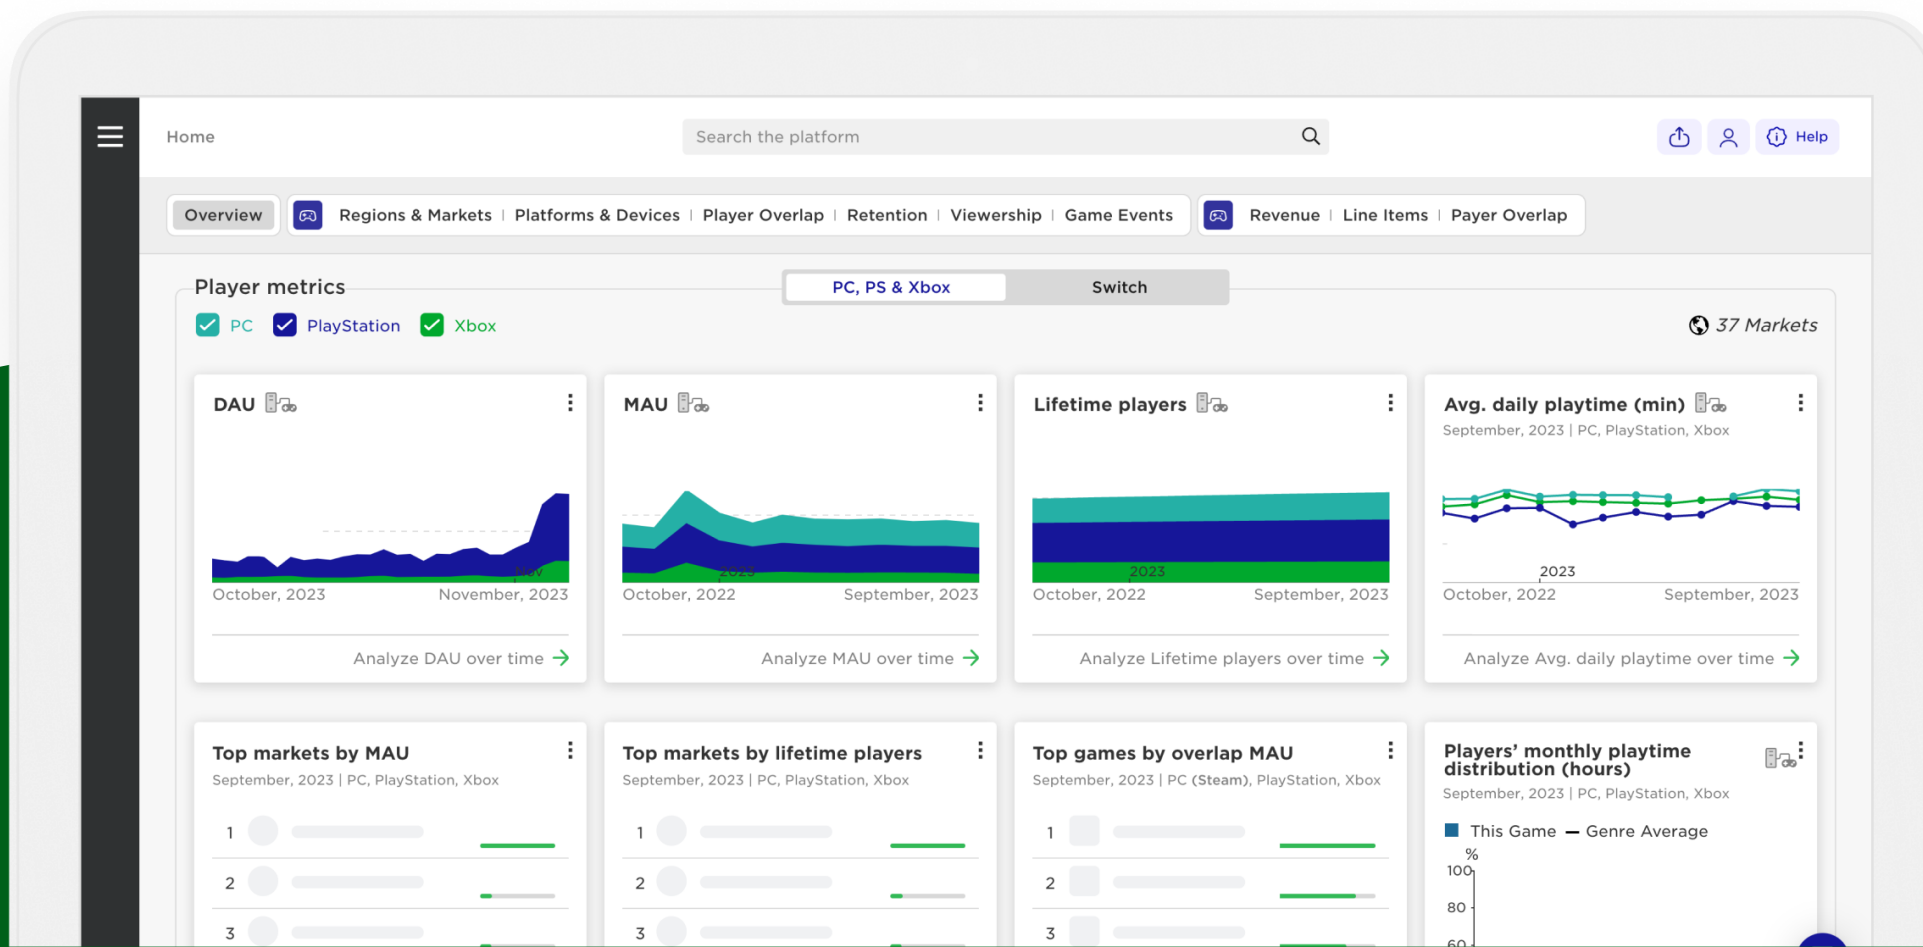 Home
Search the platform
Help
Overview
Regions & Markets | Platforms & Devices | Player Overlap | Retention | Viewership | Game Events
Revenue | Line Items | Payer Overlap
Player metrics
PC, PS & Xbox
Switch
PC
PlayStation
Xbox
37 Markets
DAU
Nov
October, 2023
November, 2023
Analyze DAU over time
MAU
2023
October, 2022
September, 2023
Analyze MAU over time
Lifetime players
2023
October, 2022
September, 2023
Analyze Lifetime players over time
Avg. daily playtime (min)
September, 2023 | PC, PlayStation, Xbox
2023
October, 2022
September, 2023
Analyze Avg. daily playtime over time
Top markets by MAU
September, 2023 | PC, PlayStation, Xbox
1
2
3
Top markets by lifetime players
September, 2023 | PC, PlayStation, Xbox
1
2
3
Top games by overlap MAU
September, 2023 | PC (Steam), PlayStation, Xbox
1
2
3
Players’ monthly playtime
distribution (hours)
September, 2023 | PC, PlayStation, Xbox
This Game
Genre Average
%
100
80
60